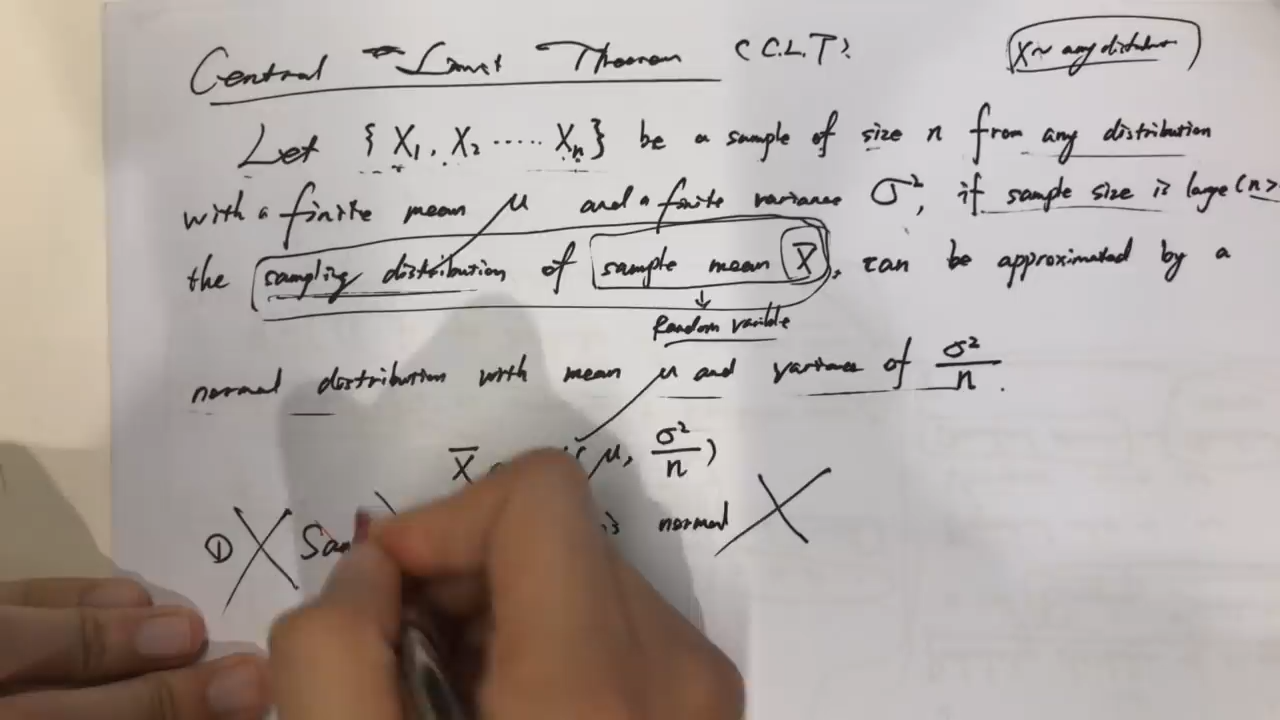 Central Limit Theorem (C.L.T)
X ~ any distribution
Let {X₁, X₂ ...... Xₙ} be a sample of size n from any distribution
with a finite mean μ and a finite variance σ², if sample size is large (n>
the sampling distribution of sample mean X̄, can be approximated by a
Random varible
normal distribution with mean μ and variance of σ²/n.
X̄ μ, σ²/n)
① X is normal X